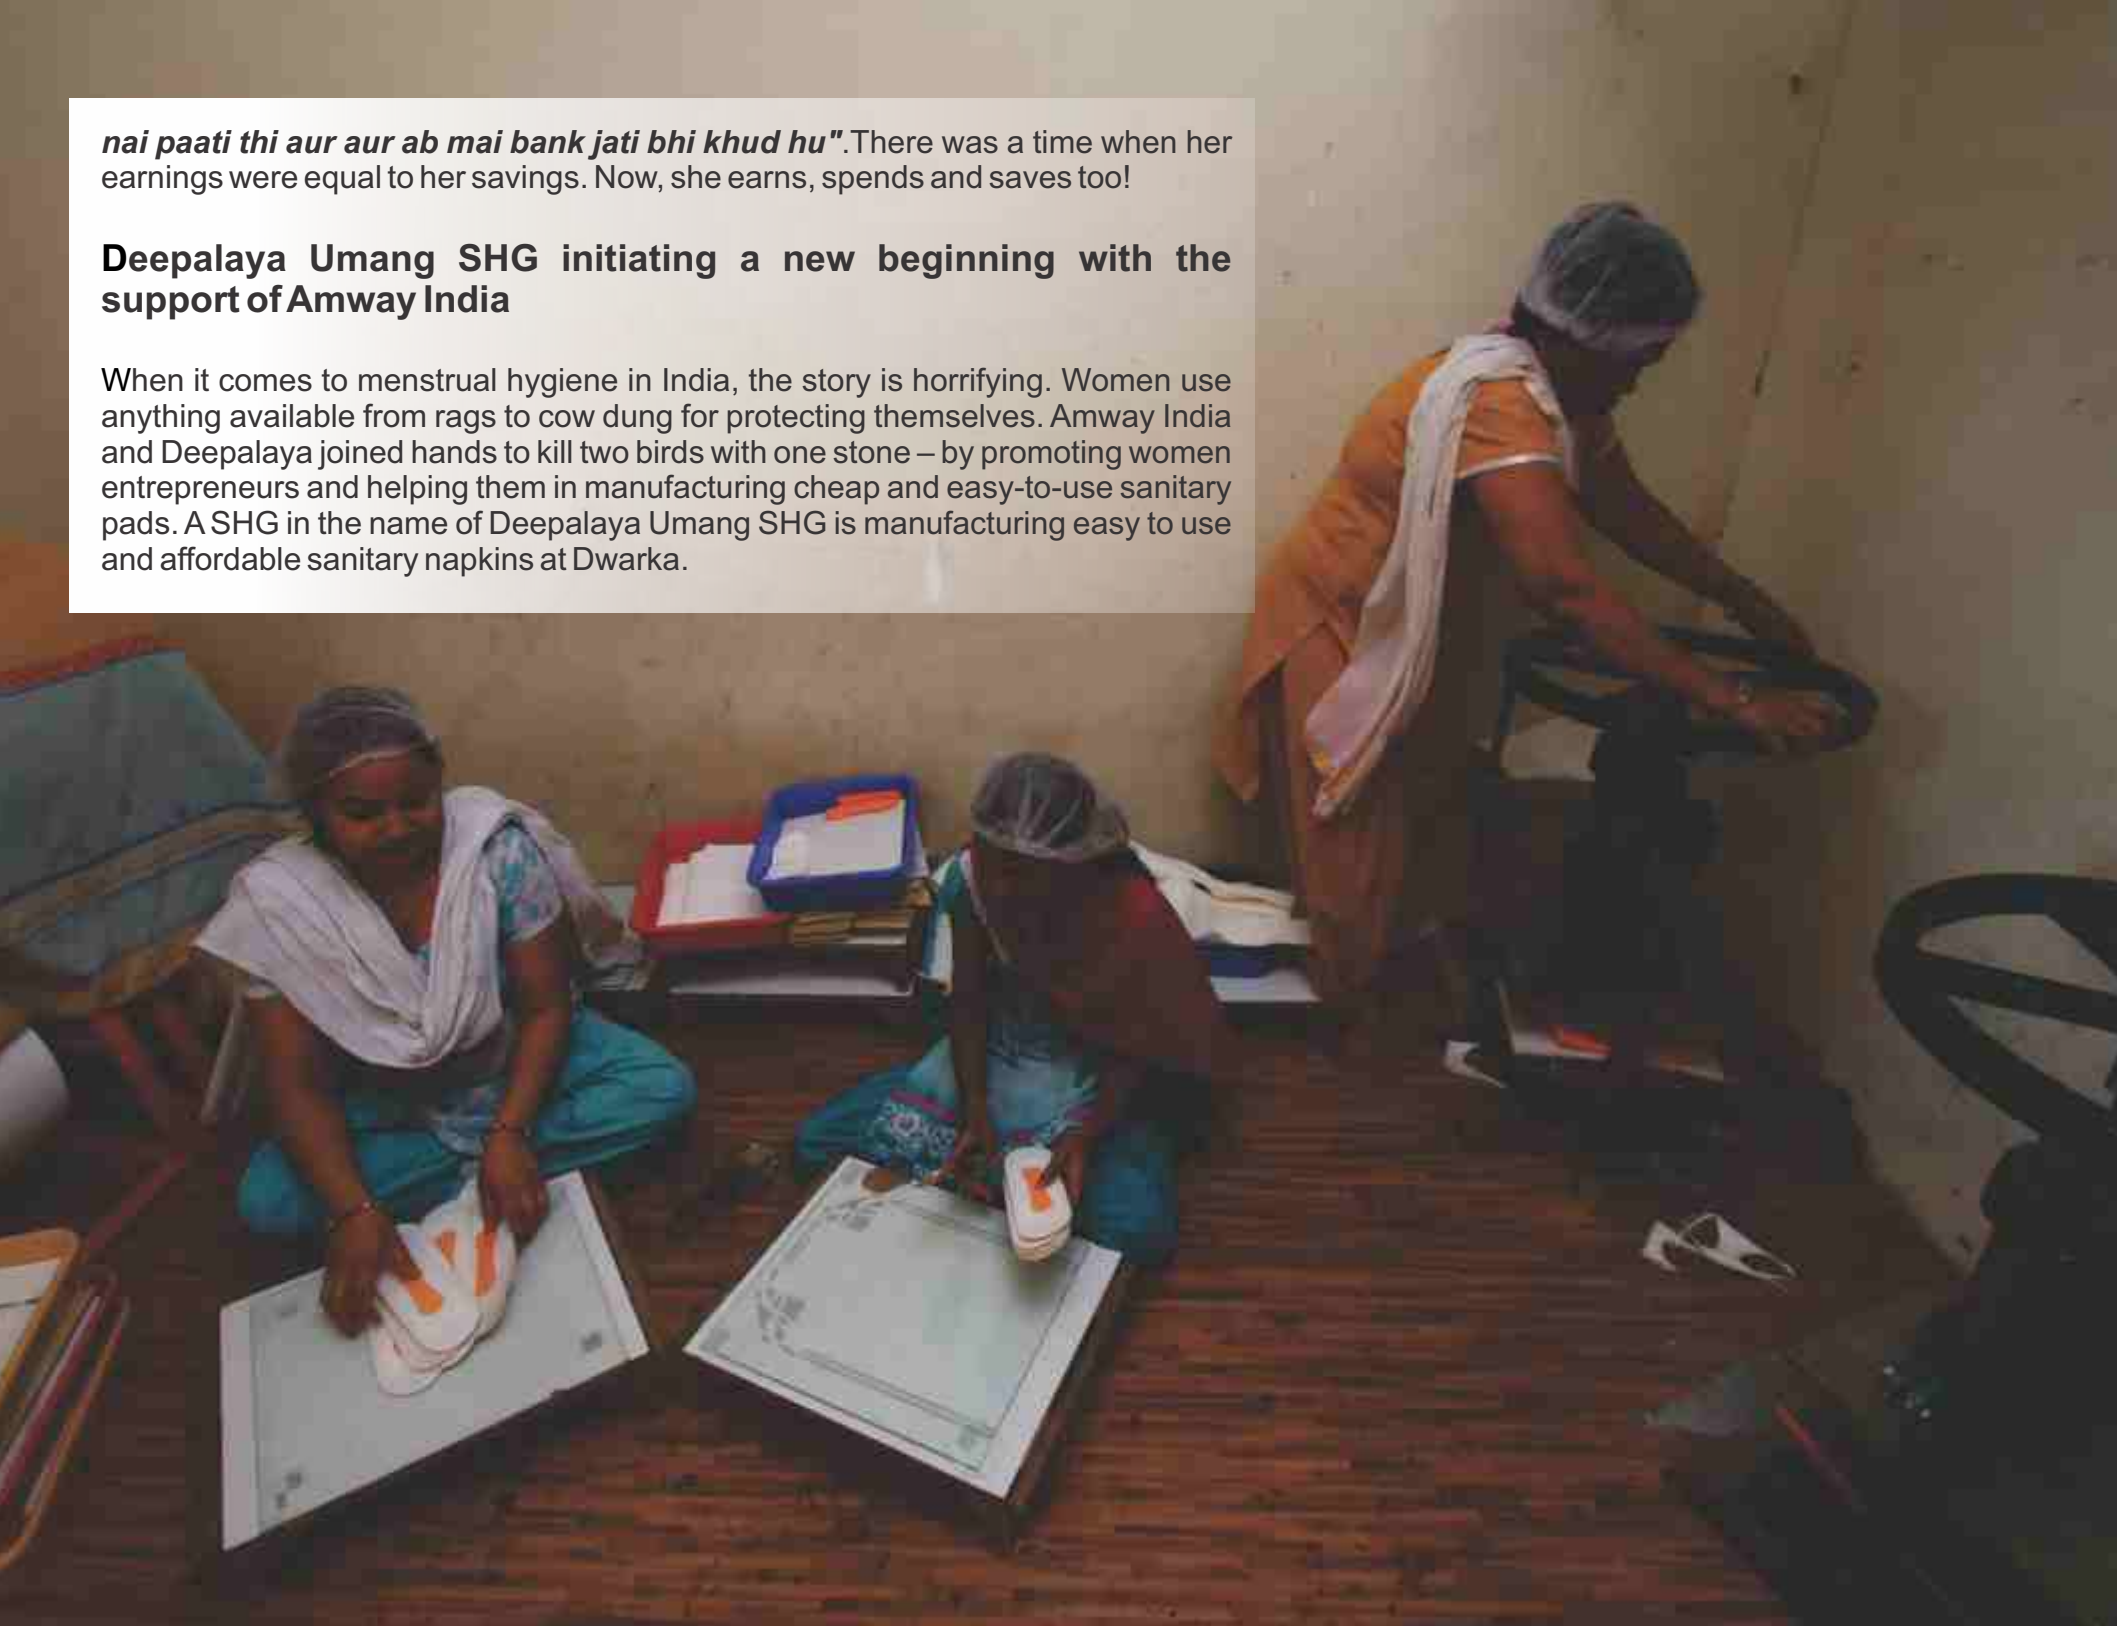 nai paati thi aur aur ab mai bank jati bhi khud hu".There was a time when her
earnings were equal to her savings. Now, she earns, spends and saves too!
Deepalaya Umang SHG initiating a new beginning with the
support of Amway India
When it comes to menstrual hygiene in India, the story is horrifying. Women use
anything available from rags to cow dung for protecting themselves. Amway India
and Deepalaya joined hands to kill two birds with one stone – by promoting women
entrepreneurs and helping them in manufacturing cheap and easy-to-use sanitary
pads. A SHG in the name of Deepalaya Umang SHG is manufacturing easy to use
and affordable sanitary napkins at Dwarka.